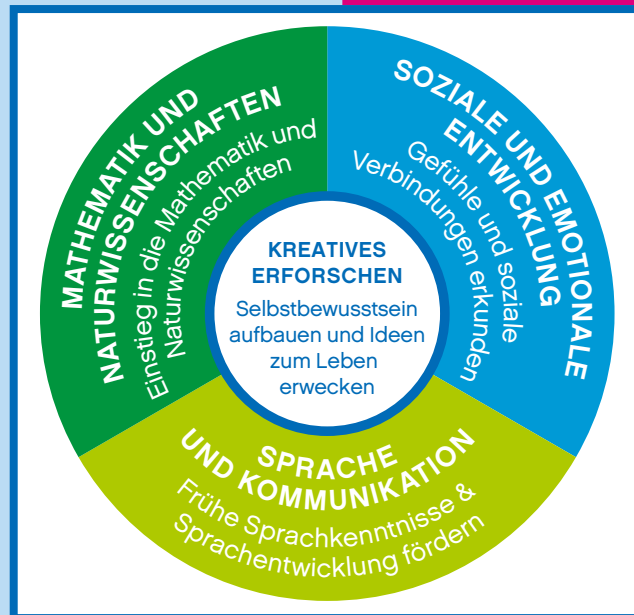 MATHEMATIK UND
NATURWISSENSCHAFTEN
Einstieg in die Mathematik und
Naturwissenschaften
SOZIALE UND EMOTIONALE
ENTWICKLUNG
Gefühle und soziale
Verbindungen erkunden
KREATIVES
ERFORSCHEN
Selbstbewusstsein
aufbauen und Ideen
zum Leben
erwecken
SPRACHE
UND KOMMUNIKATION
Frühe Sprachkenntnisse &
Sprachentwicklung fördern